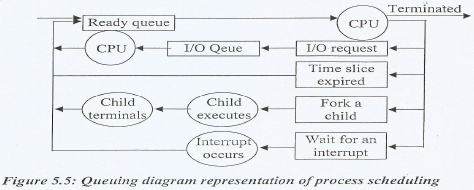 Terminated
Ready queue
CPU
CPU
I/O Qeue
I/O request
Time slice
expired
Child
terminals
Child
executes
Fork a
child
Interrupt
occurs
Wait for an
interrupt
Figure 5.5: Queuing diagram representation of process scheduling